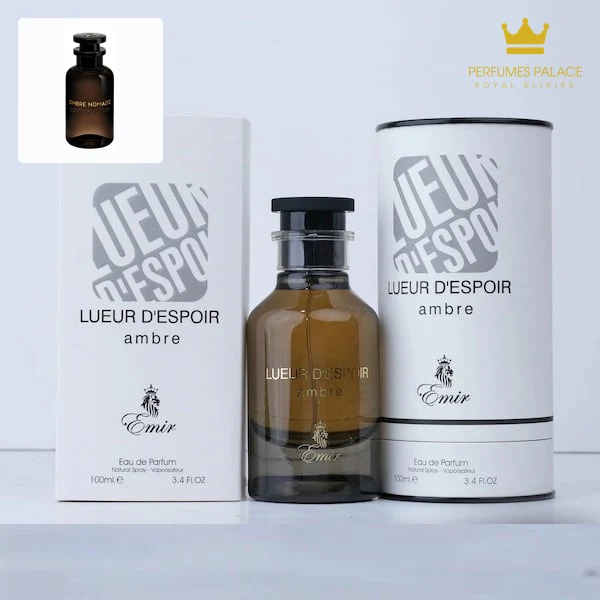 OMBRE NOMADE
PERFUMES PALACE
ROYAL ELIXIRS
LUEUR
D'ESPOIR
LUEUR D'ESPOIR
ambre
Emir
Eau de Parfum
Natural Spray - Vaporisateur
100ml.e 3.4 Fl.OZ
LUEUR D'ESPOIR
ambre
Emir
LUEUR
D'ESPOIR
LUEUR D'ESPOIR
ambre
Emir
Eau de Parfum
Natural Spray - Vaporisateur
100ml.e 3.4 Fl.OZ